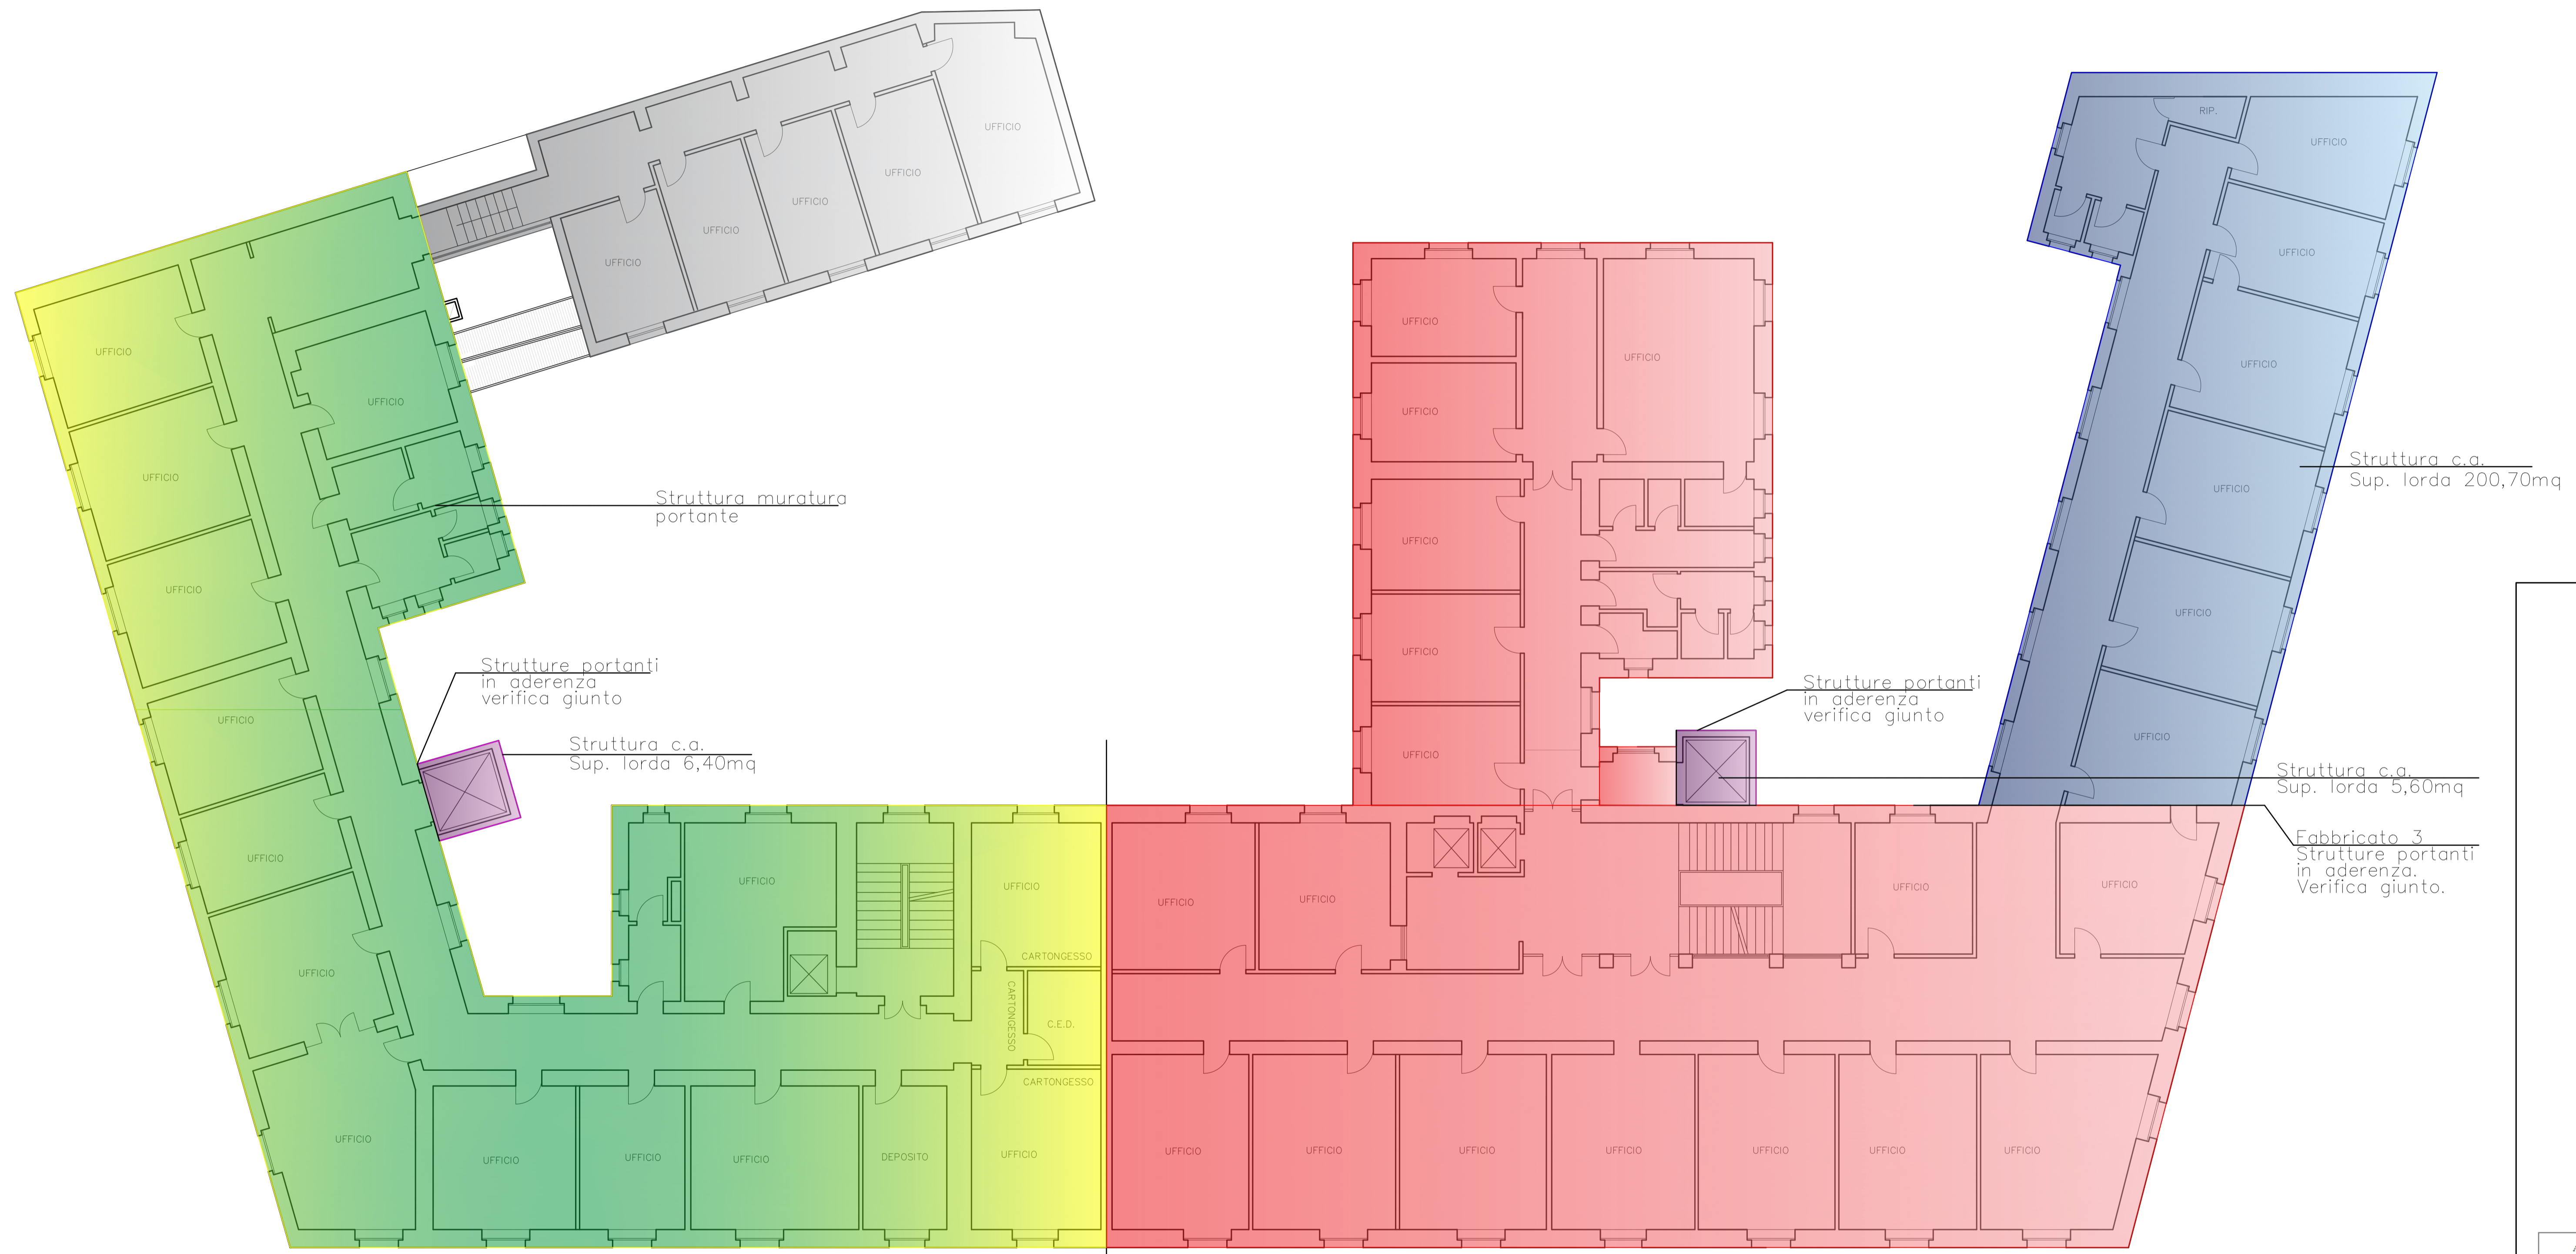 UFFICIO
RIP.
UFFICIO
UFFICIO
UFFICIO
UFFICIO
UFFICIO
UFFICIO
UFFICIO
UFFICIO
UFFICIO
UFFICIO
UFFICIO
UFFICIO
UFFICIO
UFFICIO
Struttura c.a.
Sup. lorda 200,70mq
UFFICIO
UFFICIO
Struttura muratura
portante
UFFICIO
UFFICIO
UFFICIO
UFFICIO
Strutture portanti
in aderenza
verifica giunto
Strutture portanti
in aderenza
verifica giunto
UFFICIO
UFFICIO
UFFICIO
Struttura c.a.
Sup. lorda 6,40mq
Struttura c.a.
Sup. lorda 5,60mq
Fabbricato 3
Strutture portanti
in aderenza.
Verifica giunto.
UFFICIO
UFFICIO
UFFICIO
UFFICIO
UFFICIO
UFFICIO
UFFICIO
CARTONGESSO
UFFICIO
CARTONGESSO
C.E.D.
CARTONGESSO
UFFICIO
UFFICIO
UFFICIO
UFFICIO
DEPOSITO
UFFICIO
UFFICIO
UFFICIO
UFFICIO
UFFICIO
UFFICIO
UFFICIO
UFFICIO